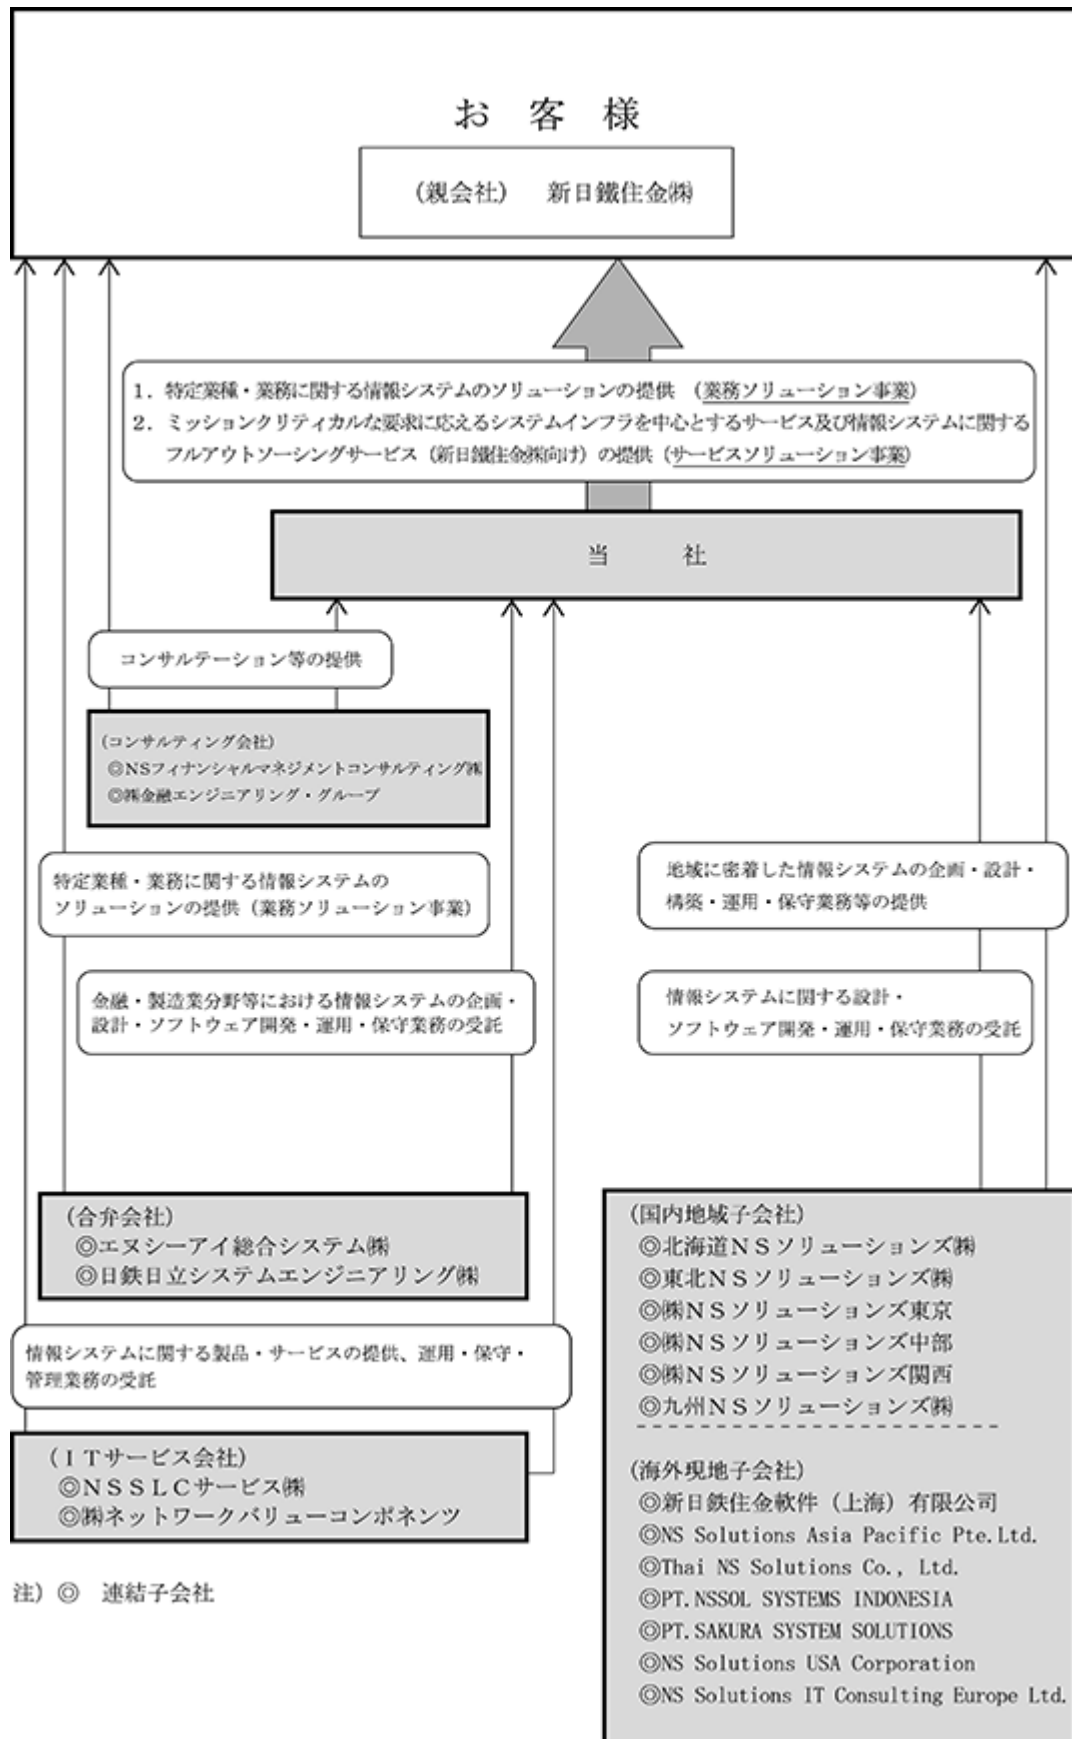 お 客 様
(親会社) 新日鐵住金㈱
1. 特定業種・業務に関する情報システムのソリューションの提供 (業務ソリューション事業)
2. ミッションクリティカルな要求に応えるシステムインフラを中心とするサービス及び情報システムに関する
フルアウトソーシングサービス (新日鐵住金㈱向け) の提供 (サービスソリューション事業)
当 社
コンサルテーション等の提供
(コンサルティング会社)
◎NSフィナンシャルマネジメントコンサルティング㈱
◎㈱金融エンジニアリング・グループ
特定業種・業務に関する情報システムの
ソリューションの提供 (業務ソリューション事業)
金融・製造業分野等における情報システムの企画・
設計・ソフトウェア開発・運用・保守業務の受託
地域に密着した情報システムの企画・設計・
構築・運用・保守業務等の提供
情報システムに関する設計・
ソフトウェア開発・運用・保守業務の受託
(合弁会社)
◎エヌシーアイ総合システム㈱
◎日鉄日立システムエンジニアリング㈱
情報システムに関する製品・サービスの提供、運用・保守・
管理業務の受託
(ITサービス会社)
◎NSSLCサービス㈱
◎㈱ネットワークバリューコンポネンツ
注) ◎ 連結子会社
(国内地域子会社)
◎北海道NSソリューションズ㈱
◎東北NSソリューションズ㈱
◎㈱NSソリューションズ東京
◎㈱NSソリューションズ中部
◎㈱NSソリューションズ関西
◎九州NSソリューションズ㈱
(海外現地子会社)
◎新日鉄住金軟件 (上海) 有限公司
◎NS Solutions Asia Pacific Pte.Ltd.
◎Thai NS Solutions Co., Ltd.
◎PT.NSSOL SYSTEMS INDONESIA
◎PT.SAKURA SYSTEM SOLUTIONS
◎NS Solutions USA Corporation
◎NS Solutions IT Consulting Europe Ltd.